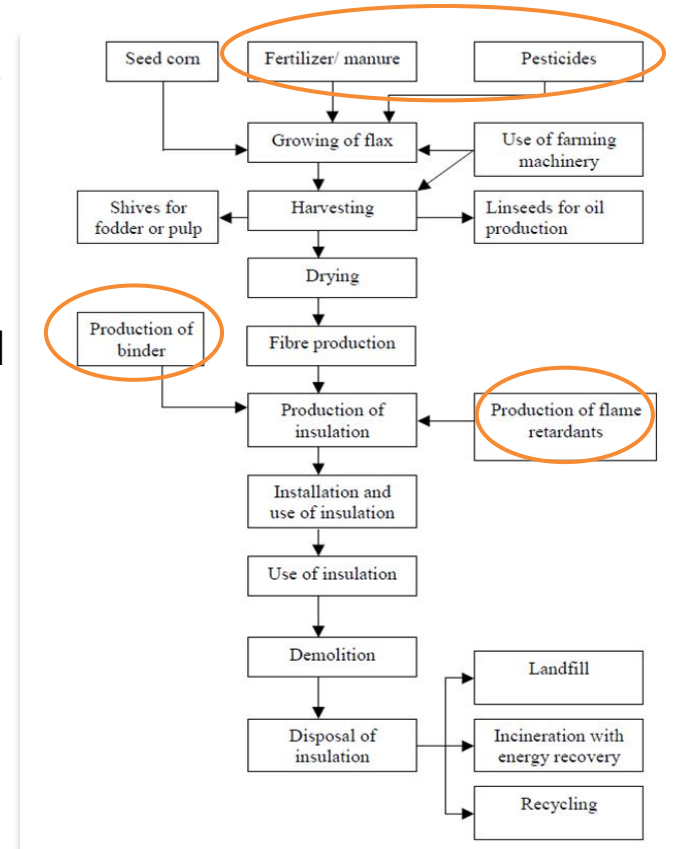 Seed corn
Fertilizer/ manure
Pesticides
Growing of flax
Use of farming
machinery
Shives for
fodder or pulp
Harvesting
Linseeds for oil
production
Drying
Production of
binder
Fibre production
Production of
insulation
Production of flame
retardants
Installation and
use of insulation
Use of insulation
Demolition
Landfill
Disposal of
insulation
Incineration with
energy recovery
Recycling